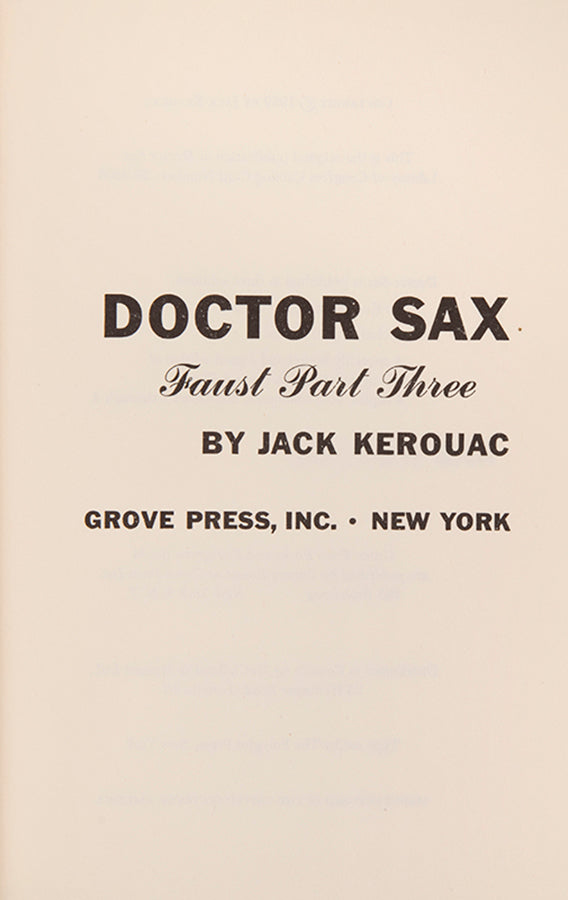 DOCTOR SAX
Faust Part Three
BY JACK KEROUAC
GROVE PRESS, INC. • NEW YORK